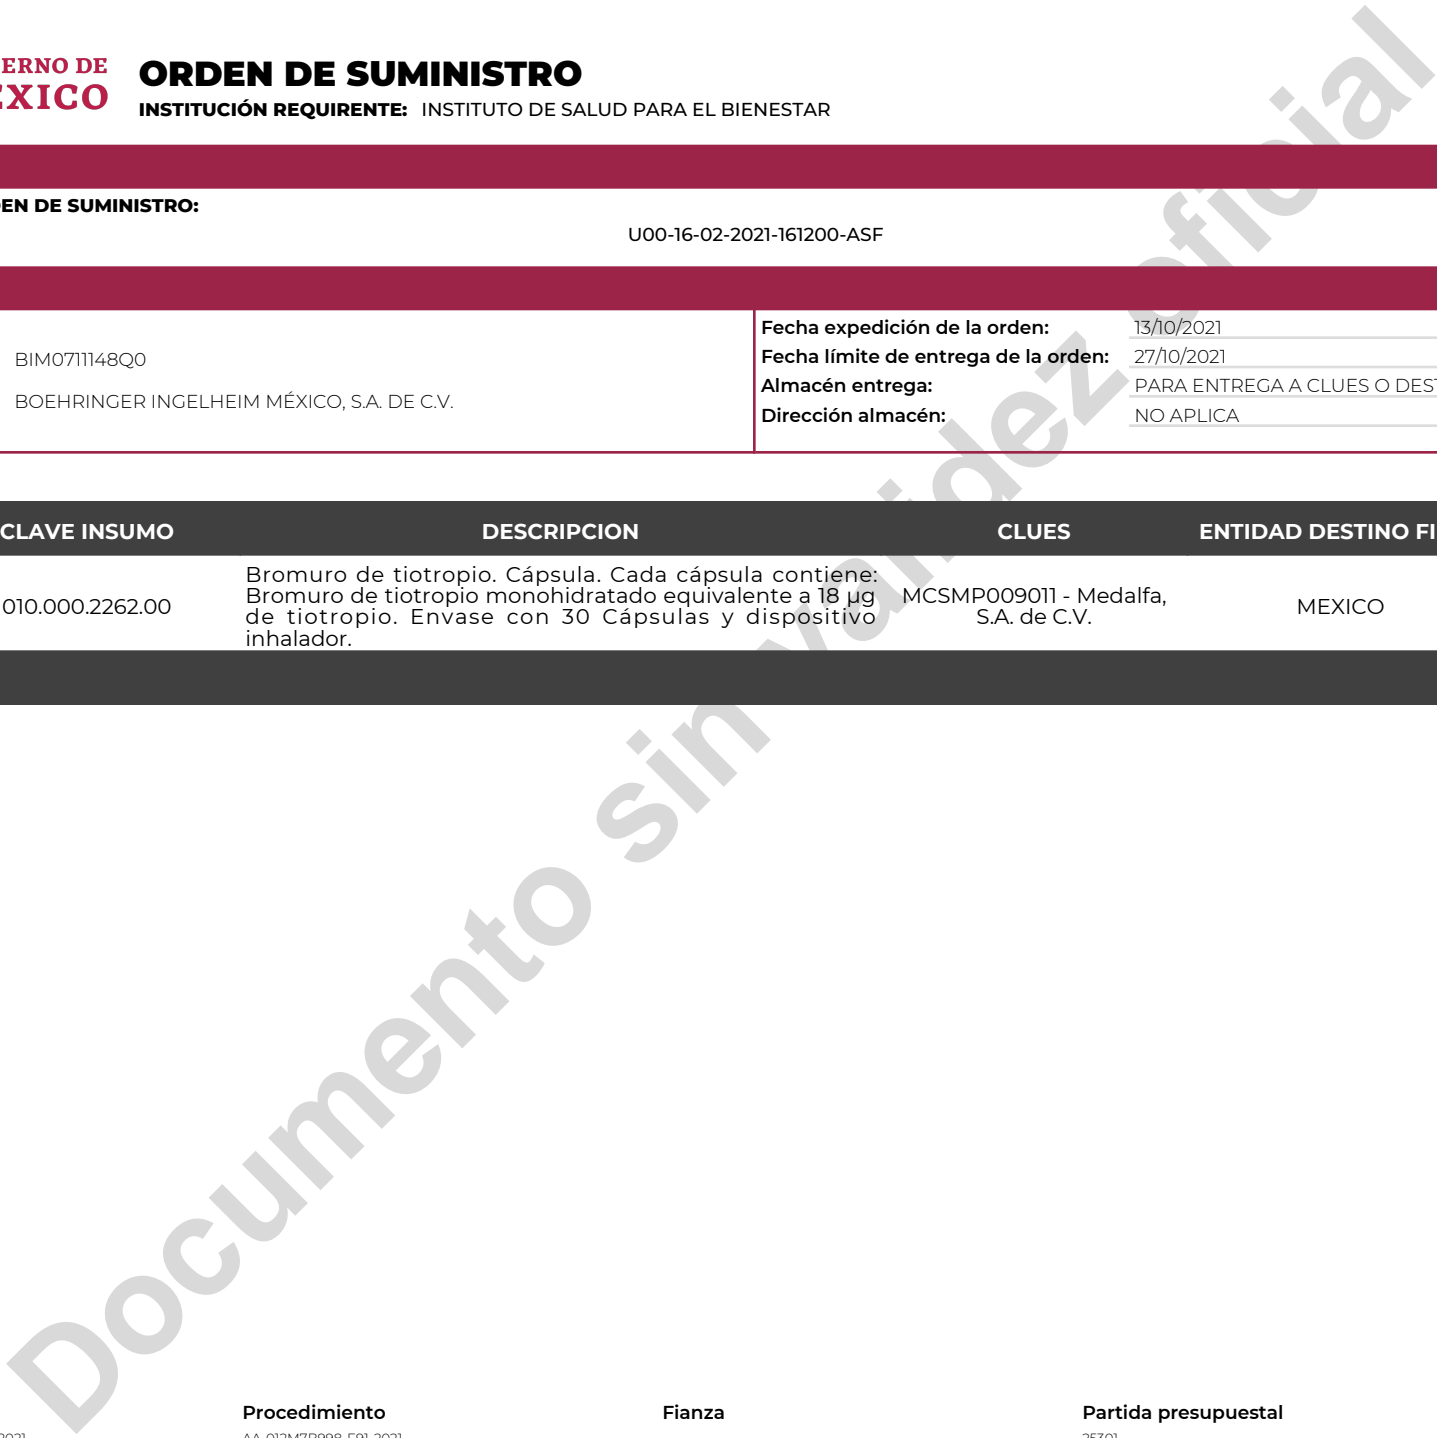 ERNO DE
EXICO
ORDEN DE SUMINISTRO
INSTITUCIÓN REQUIRENTE: INSTITUTO DE SALUD PARA EL BIENESTAR
EN DE SUMINISTRO:
U00-16-02-2021-161200-ASF
BIM0711148Q0
BOEHRINGER INGELHEIM MÉXICO, S.A. DE C.V.
Fecha expedición de la orden: 13/10/2021
Fecha límite de entrega de la orden: 27/10/2021
Almacén entrega: PARA ENTREGA A CLUES O DEST
Dirección almacén: NO APLICA
CLAVE INSUMO DESCRIPCION CLUES ENTIDAD DESTINO FI
010.000.2262.00
Bromuro de tiotropio. Cápsula. Cada cápsula contiene:
Bromuro de tiotropio monohidratado equivalente a 18 µg
de tiotropio. Envase con 30 Cápsulas y dispositivo
inhalador.
MCSMP009011 - Medalfa,
S.A. de C.V.
MEXICO
Documento sin validez oficial
Procedimiento Fianza Partida presupuestal